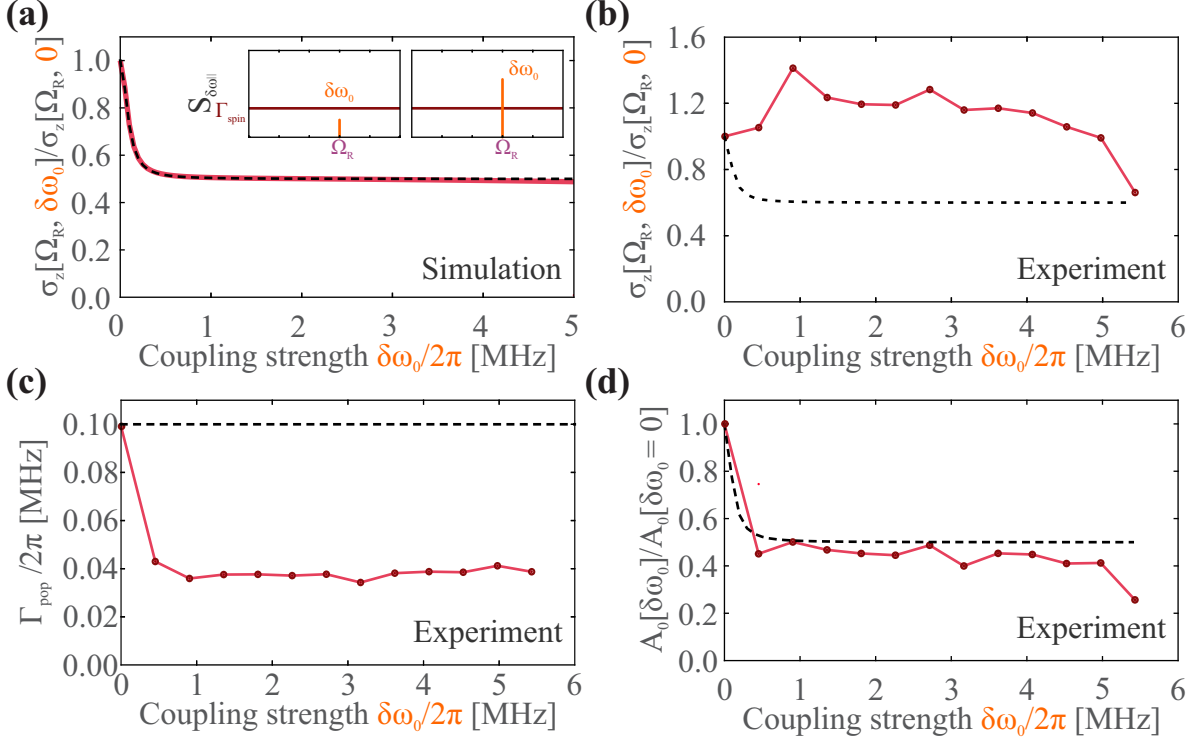 (a)
σz[ΩR, δω0]/σz[ΩR, 0]
1.0
0.8
0.6
0.4
0.2
0.0
Sδω||
Γspin
δω0
ΩR
δω0
ΩR
Simulation
0 1 2 3 4 5
Coupling strength δω0/2π [MHz]
(b)
σz[ΩR, δω0]/σz[ΩR, 0]
1.6
1.2
0.8
0.4
0.0
Experiment
0 1 2 3 4 5 6
Coupling strength δω0/2π [MHz]
(c)
Γpop/2π [MHz]
0.10
0.08
0.06
0.04
0.02
0.00
Experiment
0 1 2 3 4 5 6
Coupling strength δω0/2π [MHz]
(d)
A0[δω0]/A0[δω0 = 0]
1.0
0.8
0.6
0.4
0.2
0.0
Experiment
0 1 2 3 4 5 6
Coupling strength δω0/2π [MHz]